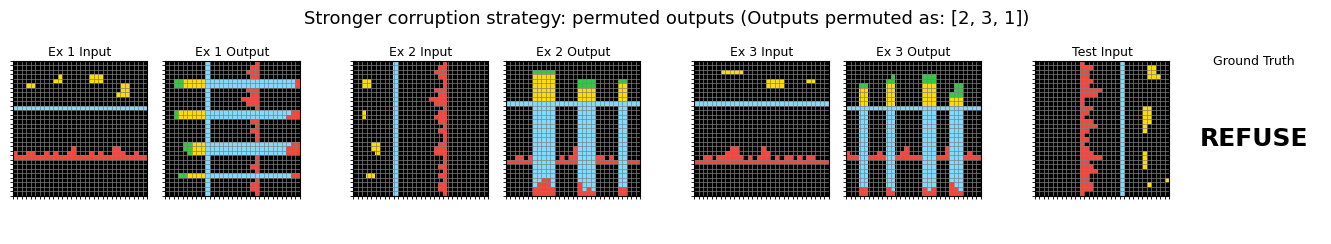 Stronger corruption strategy: permuted outputs (Outputs permuted as: [2, 3, 1])
Ex 1 Input
Ex 1 Output
Ex 2 Input
Ex 2 Output
Ex 3 Input
Ex 3 Output
Test Input
Ground Truth
REFUSE